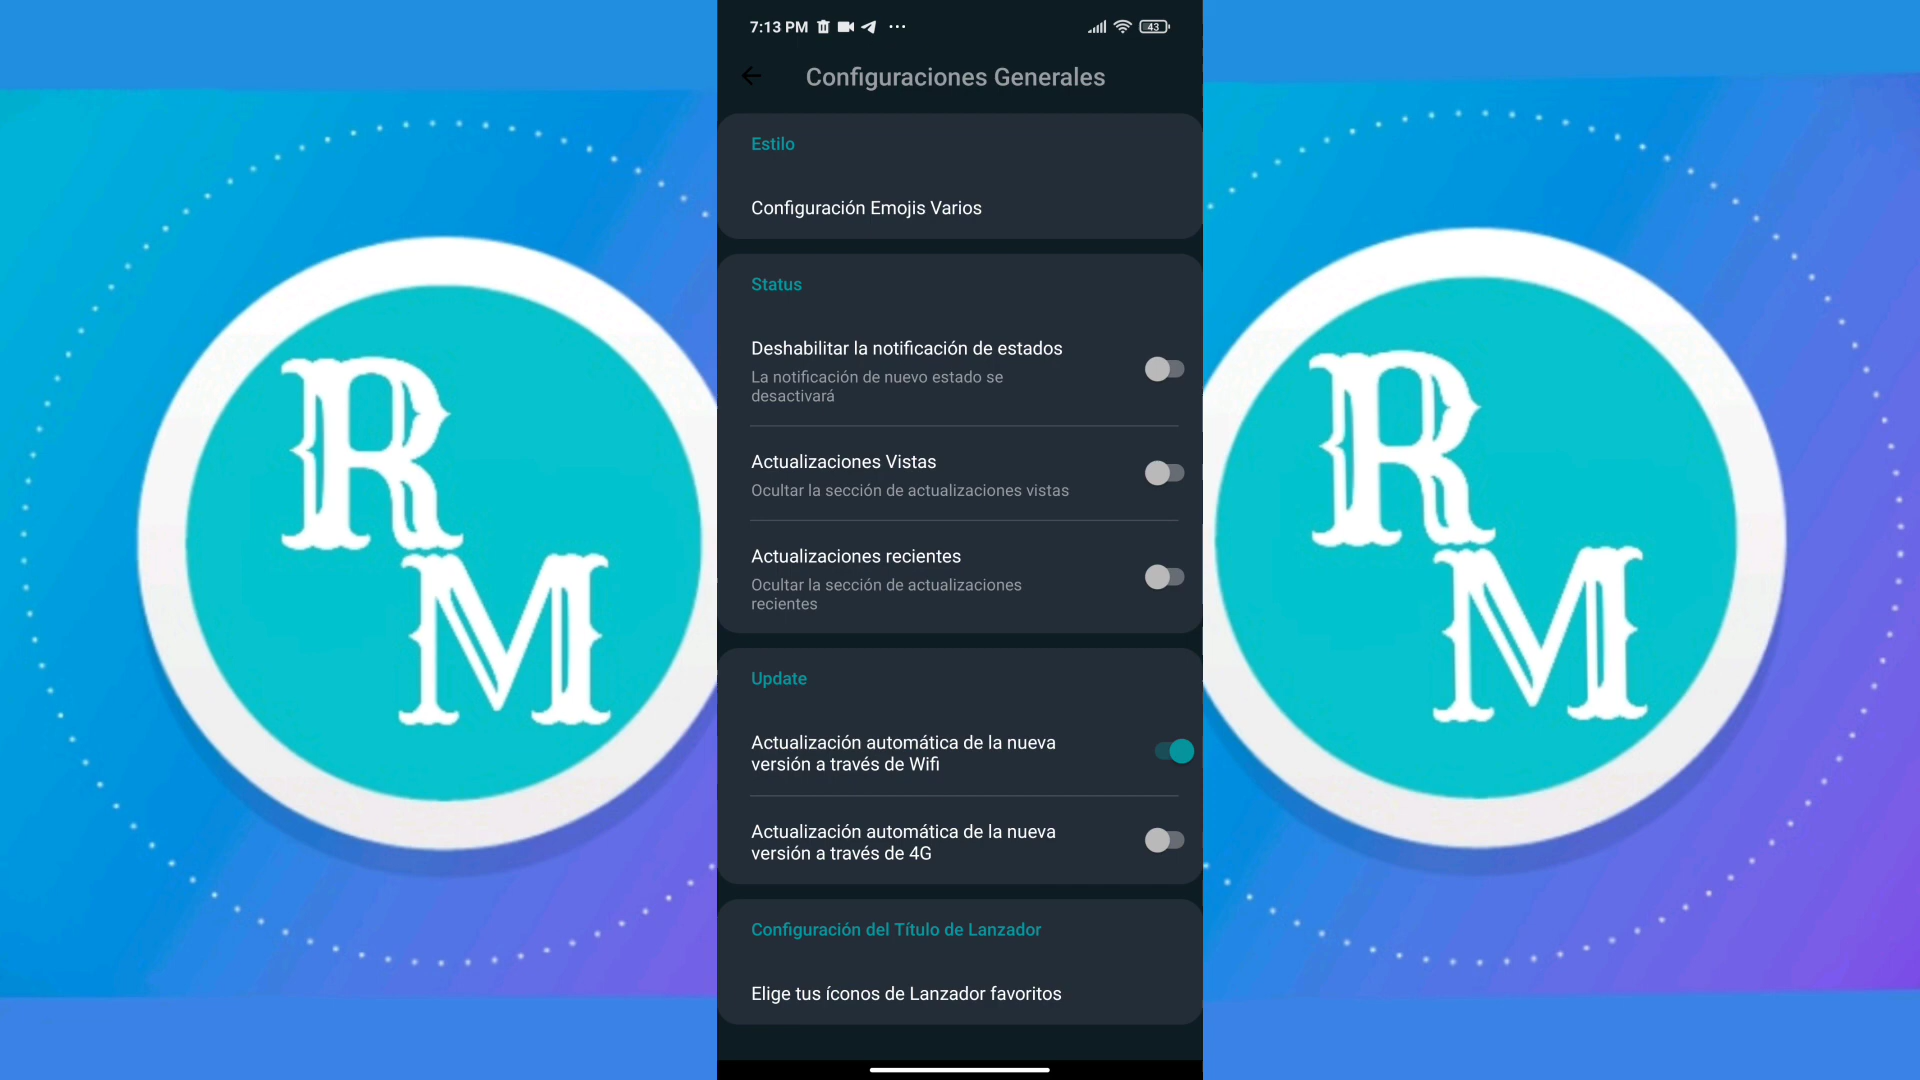 7:13 PM
43
Configuraciones Generales
Estilo
Configuración Emojis Varios
Status
Deshabilitar la notificación de estados
La notificación de nuevo estado se
desactivará
Actualizaciones Vistas
Ocultar la sección de actualizaciones vistas
Actualizaciones recientes
Ocultar la sección de actualizaciones
recientes
Update
Actualización automática de la nueva
versión a través de Wifi
Actualización automática de la nueva
versión a través de 4G
Configuración del Título de Lanzador
Elige tus íconos de Lanzador favoritos
R
M
R
M